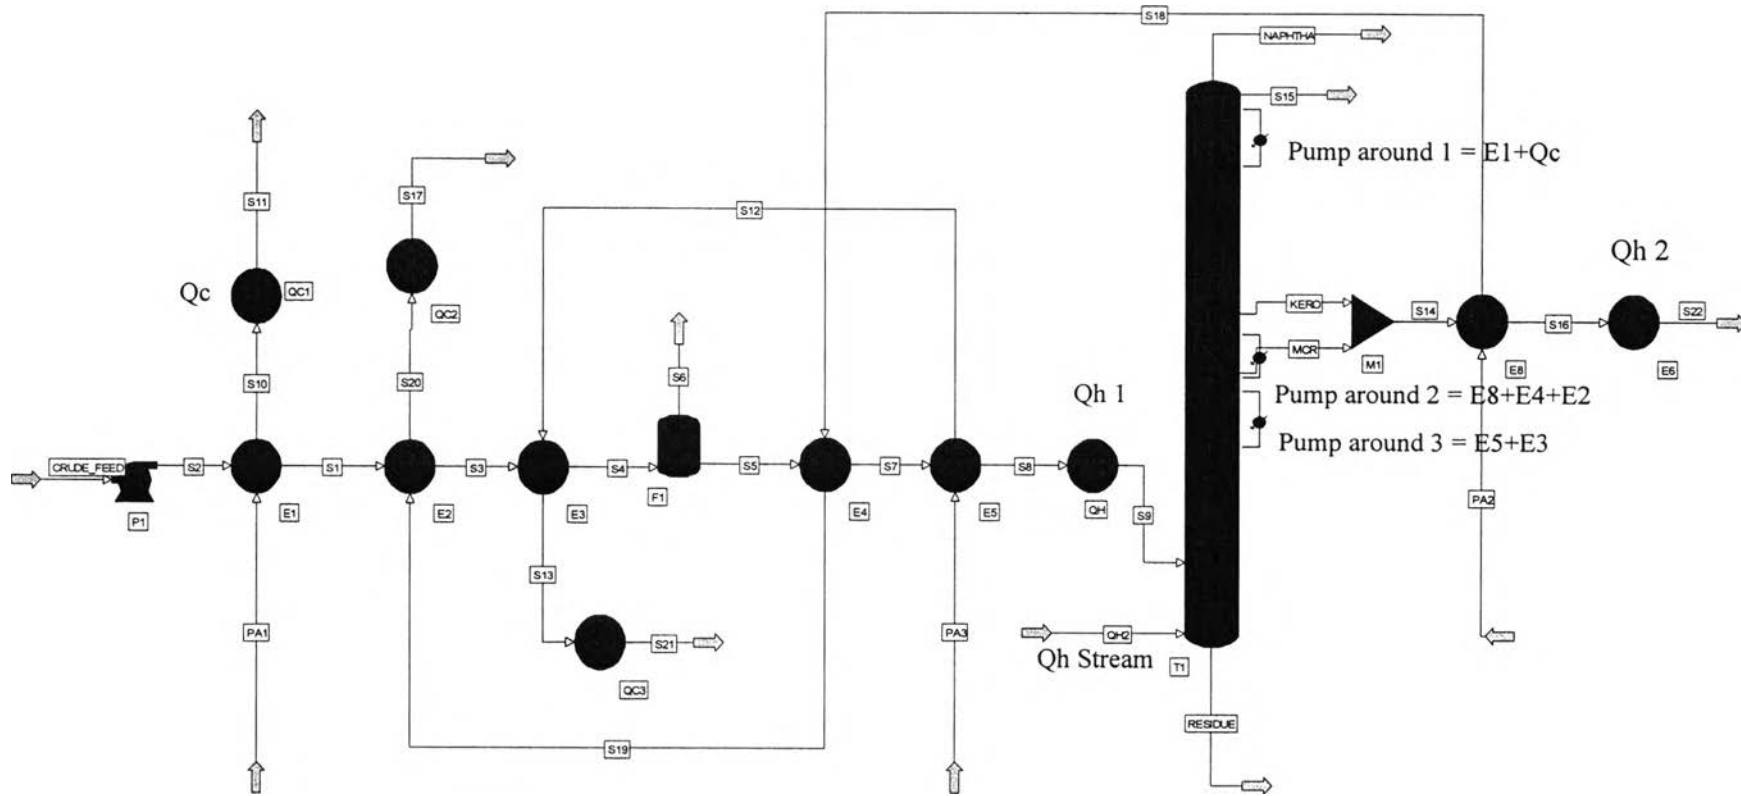 S18
NAPHTHA
S15
Pump around 1 = E1+Qc
S17
S11
S12
Qh 2
Qc
QC1
QC2
KERO
S14
S16
S22
MCR
M1
E8
E6
S10
S20
S6
Qh 1
Pump around 2 = E8+E4+E2
Pump around 3 = E5+E3
CRUDE_FEED
S2
S1
S3
S4
S5
S7
S8
P1
E1
E2
E3
F1
E4
E5
QH
S9
PA2
S13
PA1
PA3
S21
QH2
Qh Stream
T1
QC3
RESIDUE
S19